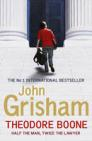 THE No.1 INTERNATIONAL BESTSELLER
John
Grisham
THEODORE BOONE
HALF THE MAN, TWICE THE LAWYER